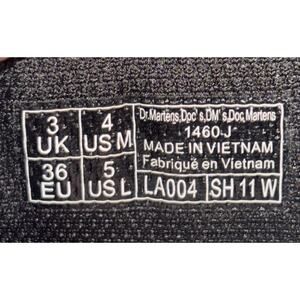 3 UK
4 US M
36 EU
5 US L
Dr.Martens,Doc's,DM's,Doc,Martens
1460-J
MADE IN VIETNAM
Fabriqué en Vietnam
LA004
SH 11 W